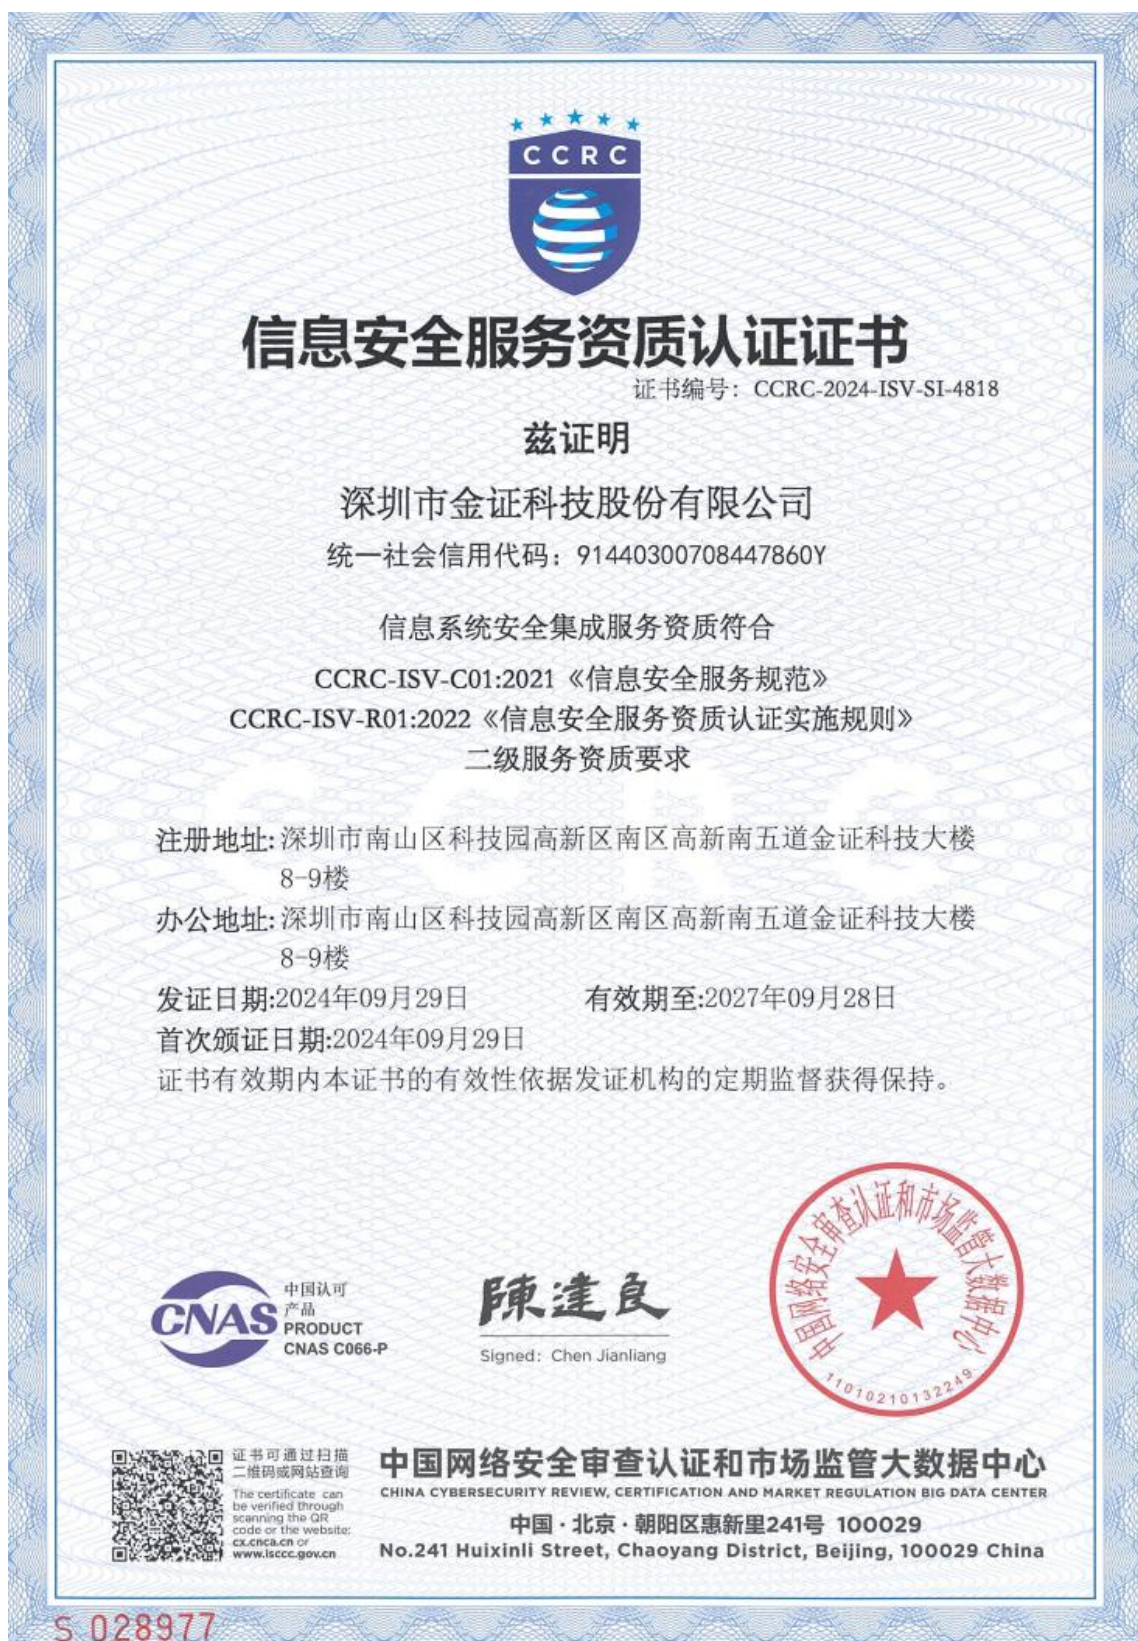 CCRC
信息安全服务资质认证证书
证书编号：CCRC-2024-ISV-SI-4818
兹证明
深圳市金证科技股份有限公司
统一社会信用代码：91440300708447860Y
信息系统安全集成服务资质符合
CCRC-ISV-C01:2021《信息安全服务规范》
CCRC-ISV-R01:2022《信息安全服务资质认证实施规则》
二级服务资质要求
注册地址:深圳市南山区科技园高新区南区高新南五道金证科技大楼
8-9楼
办公地址:深圳市南山区科技园高新区南区高新南五道金证科技大楼
8-9楼
发证日期:2024年09月29日 有效期至:2027年09月28日
首次颁证日期:2024年09月29日
证书有效期内本证书的有效性依据发证机构的定期监督获得保持。
CNAS
中国认可
产品
PRODUCT
CNAS C066-P
陳建良
Signed: Chen Jianliang
中国网络安全审查认证和市场监管大数据中心
11010210132249
证书可通过扫描
二维码或网站查询
The certificate can
be verified through
scanning the QR
code or the website:
cx.cnca.cn or
www.isccc.gov.cn
中国网络安全审查认证和市场监管大数据中心
CHINA CYBERSECURITY REVIEW, CERTIFICATION AND MARKET REGULATION BIG DATA CENTER
中国·北京·朝阳区惠新里241号 100029
No.241 Huixinli Street, Chaoyang District, Beijing, 100029 China
S 028977